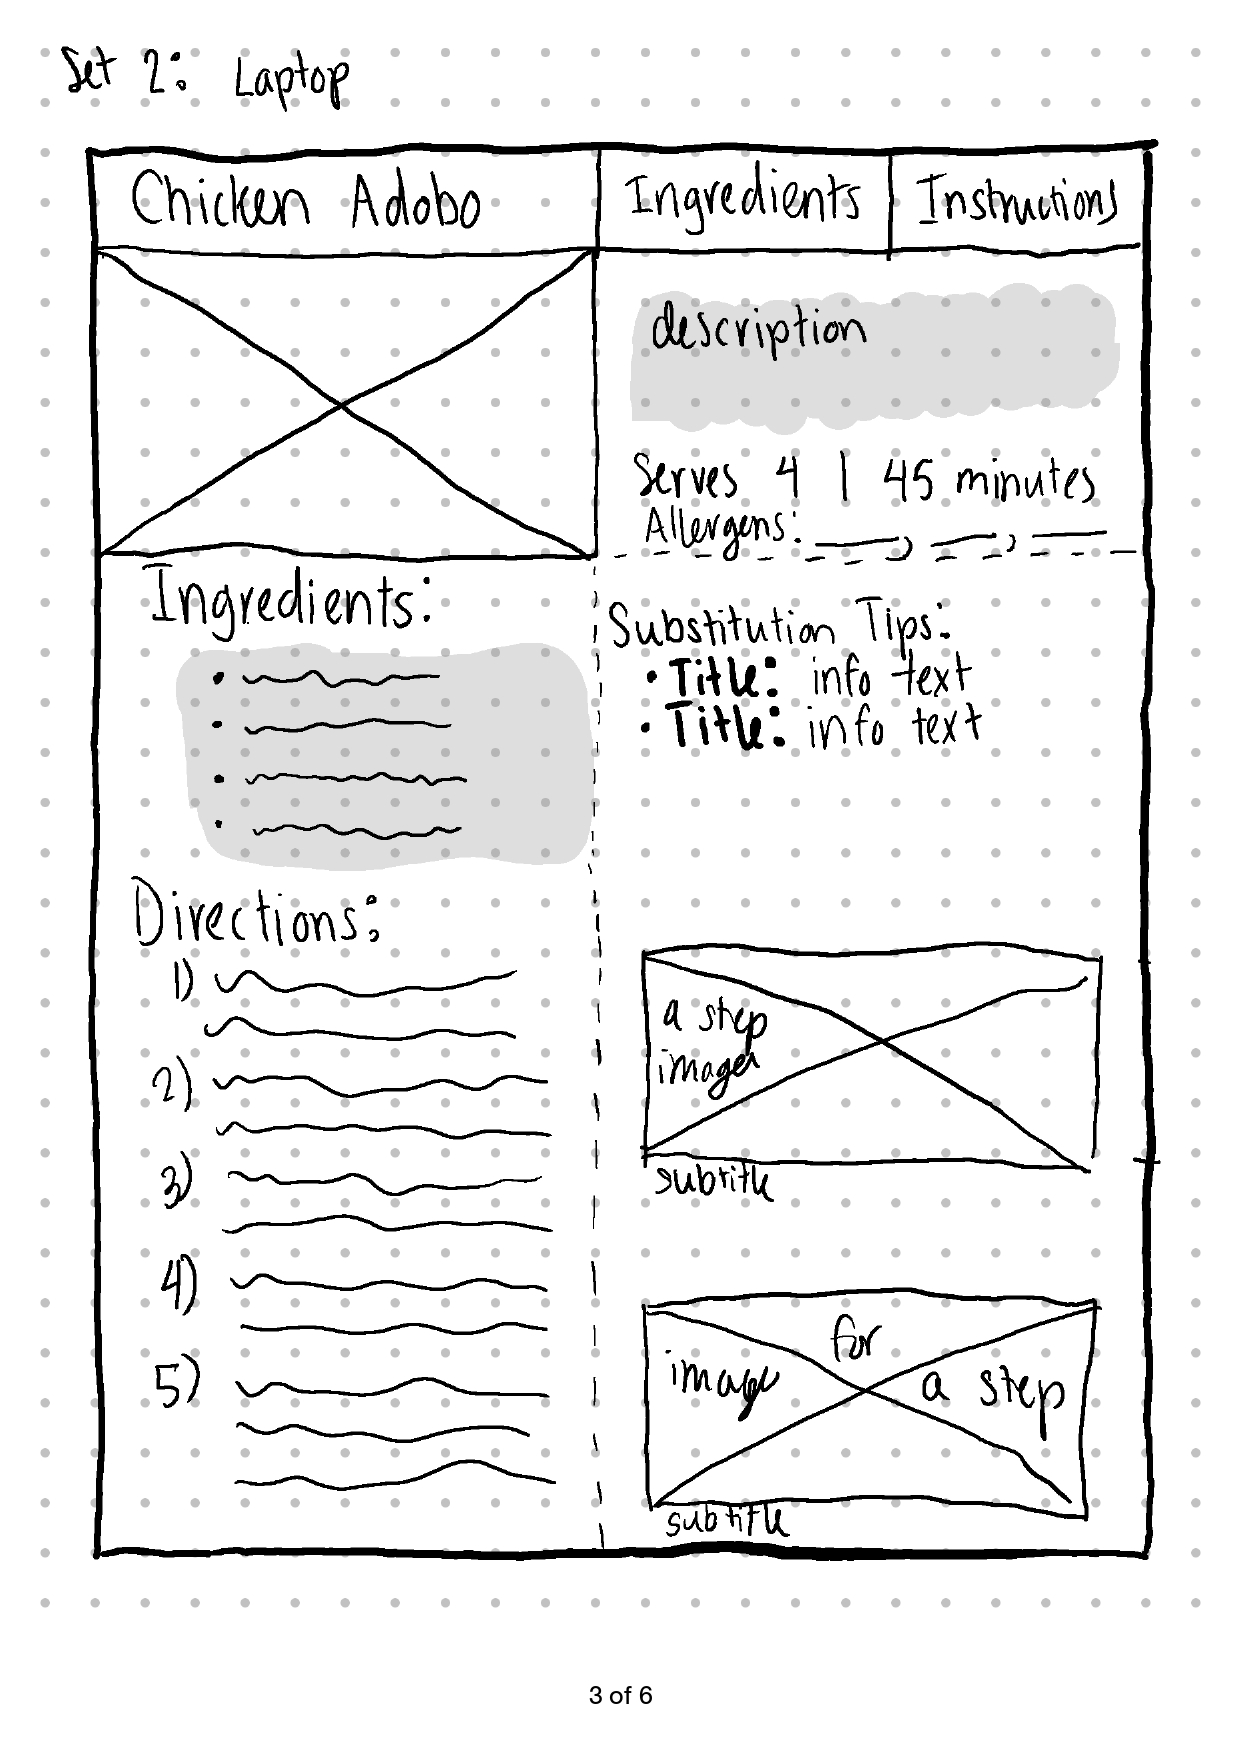 Set 2: Laptop
Chicken Adobo
Ingredients
Instructions
description
Serves 4 | 45 minutes
Allergens: ___, ___, ___
Ingredients:
Substitution Tips:
• Title: info text
• Title: info text
Directions:
1)
2)
3)
4)
5)
a step
image
subtitle
image for a step
subtitle
3 of 6